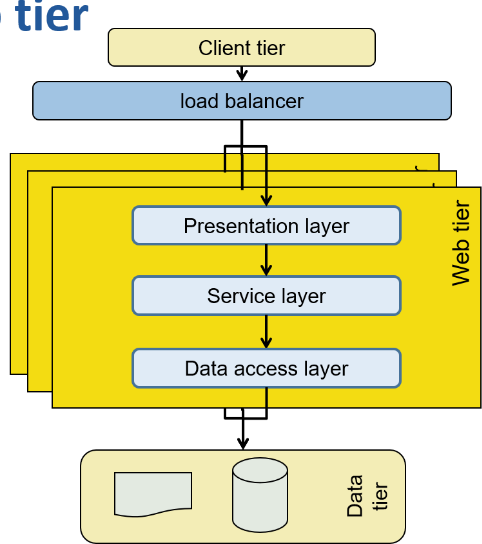 tier
Client tier
load balancer
Web tier
Presentation layer
Service layer
Data access layer
Data
tier